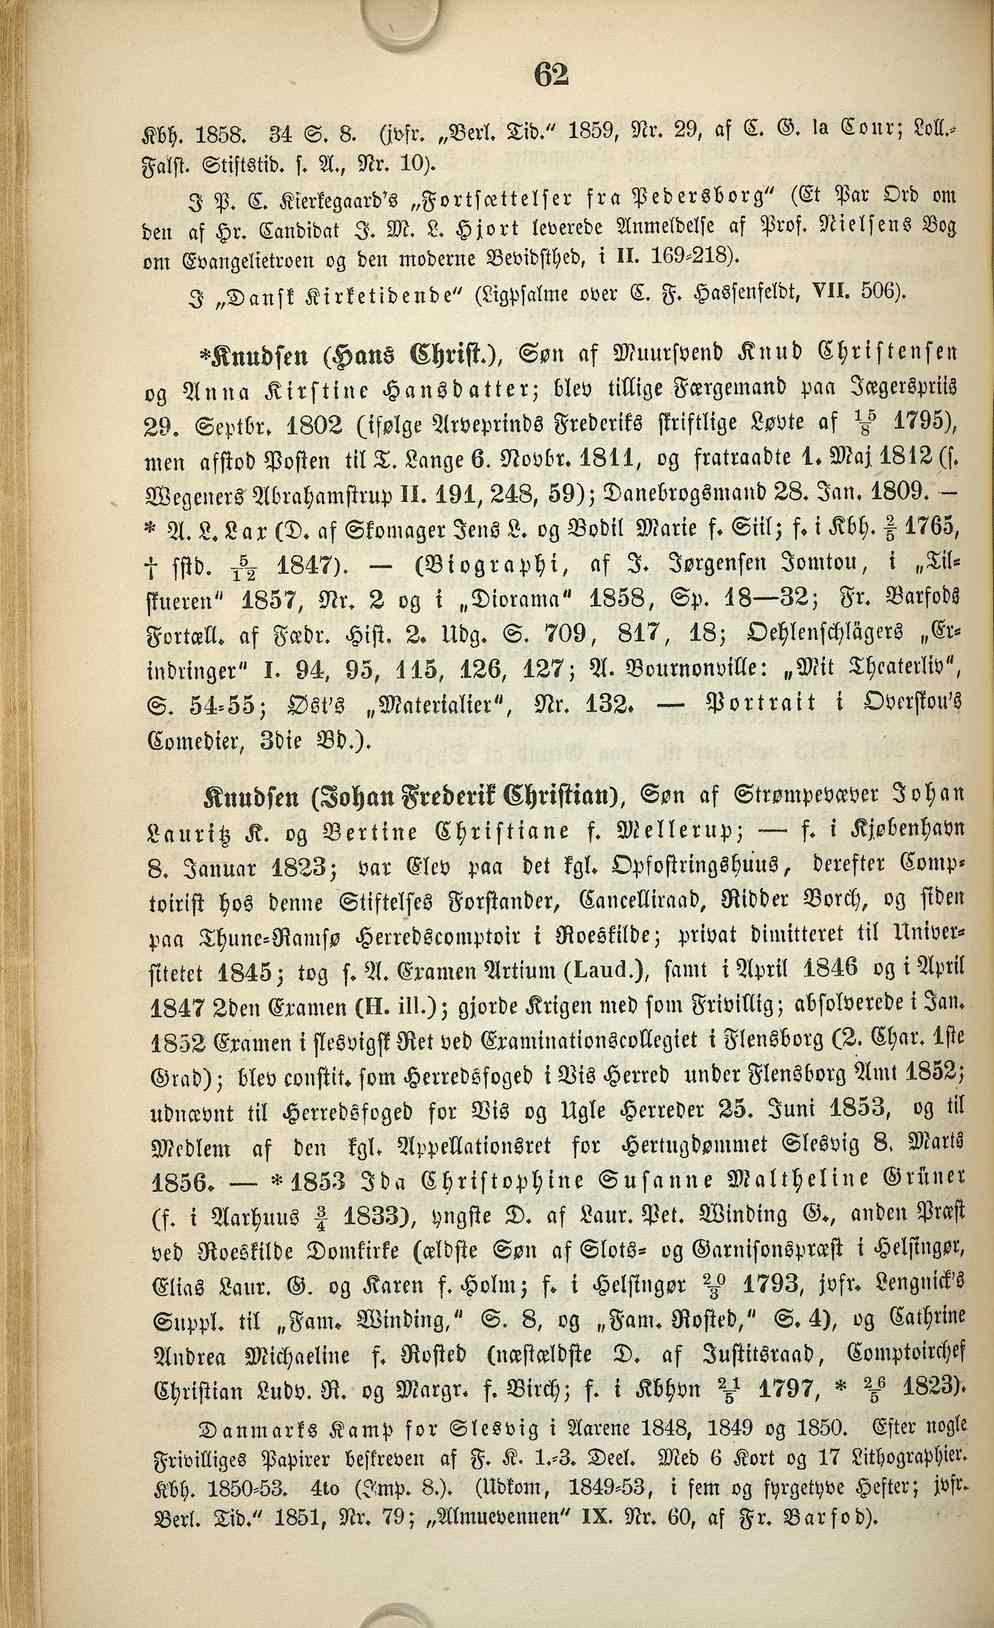 62
Kbh. 1858. 34 S. 8. (jvfr. „Berl. Tid.“ 1859, Nr. 29, af C. G. la Cour; Loll.-
Falst. Stiftstid. s. A., Nr. 10).
I P. C. Kierkegaard's „Fortsættelser fra Pedersborg“ (Et Par Ord om
den af Hr. Candidat J. M. L. Hjort leverede Anmeldelse af Prof. Nielsens Bog
om Evangelietroen og den moderne Bevidsthed, i II. 169-218).
I „Dansk Kirketidende“ (Ligpsalme over C. F. Hassenfeldt, VII. 506).
*Knudsen (Hans Christ.), Søn af Muursvend Knud Christensen
og Anna Kirstine Hansdatter; blev tillige Færgemand paa Jægerspriis
29. Septbr. 1802 (ifølge Arveprinds Frederiks skriftlige Løvte af 15/8 1795),
men afstod Posten til T. Lange 6. Novbr. 1811, og fratraadte 1. Maj 1812 (s.
Wegeners Abrahamstrup II. 191, 248, 59); Danebrogsmand 28. Jan. 1809. —
* A. L. Lax (D. af Skomager Jens L. og Bodil Marie f. Siil; f. i Kbh. 2/5 1765,
† sstd. 5/12 1847). — (Biographi, af J. Jørgensen Jomtou, i „Til-
skueren“ 1857, Nr. 2 og i „Diorama“ 1858, Sp. 18—32; Fr. Barfods
Fortæll. af Fædr. Hist. 2. Udg. S. 709, 817, 18; Oehlenschlägers „Er-
indringer“ I. 94, 95, 115, 126, 127; A. Bournonville: „Mit Theaterliv“,
S. 54-55; Øst's „Materialier“, Nr. 132. — Portrait i Overskou's
Comedier, 3die Bd.).
Knudsen (Johan Frederik Christian), Søn af Strømpevæver Johan
Lauritz K. og Bertine Christiane f. Mellerup; — f. i Kjøbenhavn
8. Januar 1823; var Elev paa det kgl. Opfostringshuus, derefter Comp-
toirist hos denne Stiftelses Forstander, Cancelliraad, Ridder Borch, og siden
paa Thune-Ramsø Herredscomptoir i Roeskilde; privat dimitteret til Univer-
sitetet 1845; tog s. A. Examen Artium (Laud.), samt i April 1846 og i April
1847 2den Examen (H. ill.); gjorde Krigen med som Frivillig; absolverede i Jan.
1852 Examen i slesvigsk Ret ved Examinationscollegiet i Flensborg (2. Char. 1ste
Grad); blev constit. som Herredsfoged i Vis Herred under Flensborg Amt 1852;
udnævnt til Herredsfoged for Vis og Ugle Herreder 25. Juni 1853, og til
Medlem af den kgl. Appellationsret for Hertugdømmet Slesvig 8. Marts
1856. — * 1853 Ida Christophine Susanne Maltheline Grüner
(f. i Aarhuus 3/4 1833), yngste D. af Laur. Pet. Winding G., anden Præst
ved Roeskilde Domkirke (ældste Søn af Slots- og Garnisonspræst i Helsingør,
Elias Laur. G. og Karen f. Holm; f. i Helsingør 20/3 1793, jvfr. Lengnick's
Suppl. til „Fam. Winding,“ S. 8, og „Fam. Rosted,“ S. 4), og Cathrine
Andrea Michaeline f. Rosted (næstældste D. af Justitsraad, Comptoirchef
Christian Ludv. R. og Margr. f. Birch; f. i Kbhvn 21/5 1797, * 26/5 1823).
Danmarks Kamp for Slesvig i Aarene 1848, 1849 og 1850. Efter nogle
Frivilliges Papirer beskreven af F. K. 1.-3. Deel. Med 6 Kort og 17 Lithographier.
Kbh. 1850-53. 4to (Imp. 8.). (Udkom, 1849-53, i fem og fyrgetyve Hefter; jvfr.
Berl. Tid.“ 1851, Nr. 79; „Almuevennen“ IX. Nr. 60, af Fr. Barfod).